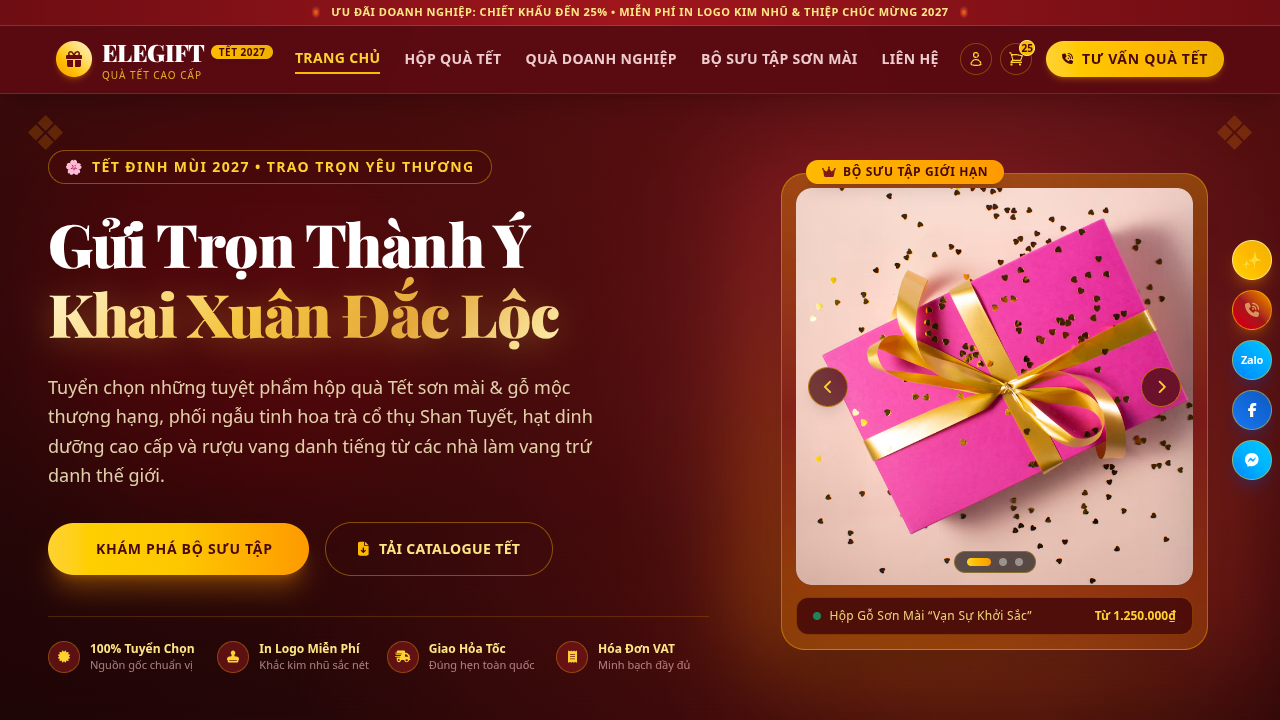 ƯU ĐÃI DOANH NGHIỆP: CHIẾT KHẤU ĐẾN 25% • MIỄN PHÍ IN LOGO KIM NHŨ & THIỆP CHÚC MỪNG 2027
ELEGIFT
TẾT 2027
QUÀ TẾT CAO CẤP
TRANG CHỦ
HỘP QUÀ TẾT
QUÀ DOANH NGHIỆP
BỘ SƯU TẬP SƠN MÀI
LIÊN HỆ
25
TƯ VẤN QUÀ TẾT
TẾT ĐINH MÙI 2027 • TRAO TRỌN YÊU THƯƠNG
Gửi Trọn Thành Ý
Khai Xuân Đắc Lộc
Tuyển chọn những tuyệt phẩm hộp quà Tết sơn mài & gỗ mộc
thượng hạng, phối ngẫu tinh hoa trà cổ thụ Shan Tuyết, hạt dinh
dưỡng cao cấp và rượu vang danh tiếng từ các nhà làm vang trứ
danh thế giới.
KHÁM PHÁ BỘ SƯU TẬP
TẢI CATALOGUE TẾT
100% Tuyển Chọn
Nguồn gốc chuẩn vị
In Logo Miễn Phí
Khắc kim nhũ sắc nét
Giao Hỏa Tốc
Đúng hẹn toàn quốc
Hóa Đơn VAT
Minh bạch đầy đủ
BỘ SƯU TẬP GIỚI HẠN
Hộp Gỗ Sơn Mài “Vạn Sự Khởi Sắc”
Từ 1.250.000₫
Zalo